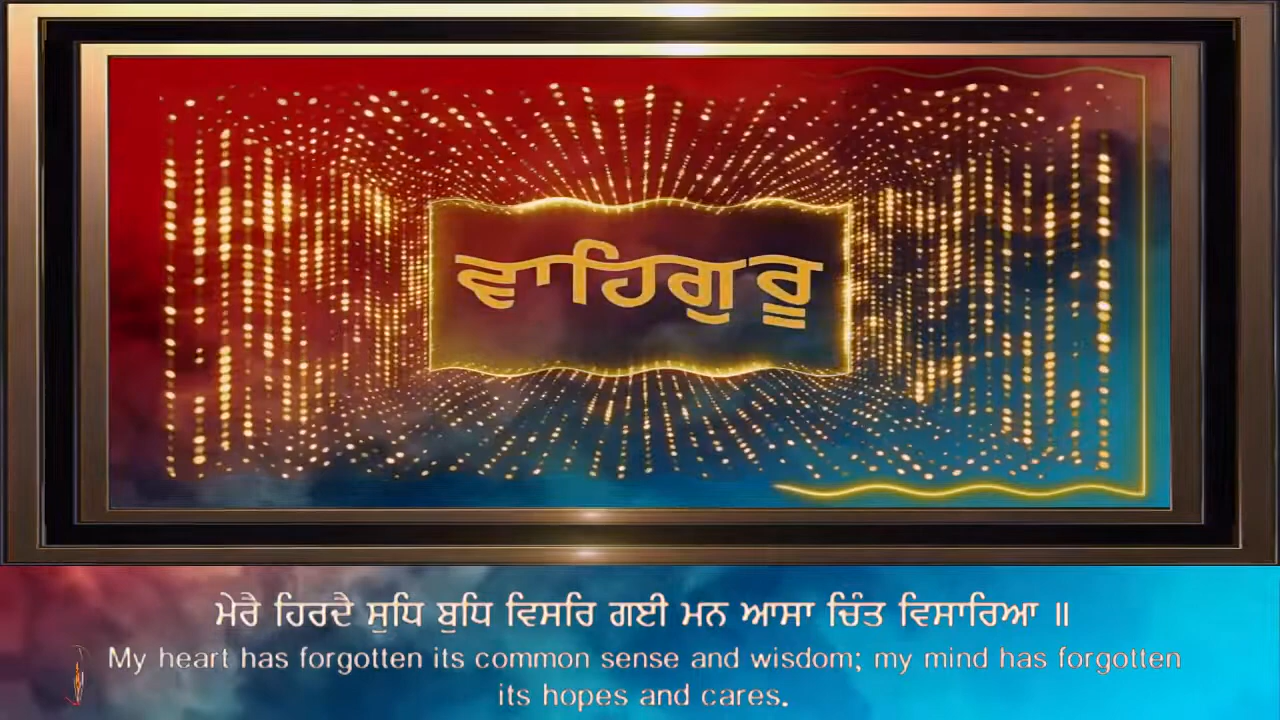 ਵਾਹਿਗੁਰੂ
ਮੇਰੈ ਹਿਰਦੈ ਸੁਧਿ ਬੁਧਿ ਵਿਸਰਿ ਗਈ ਮਨ ਆਸਾ ਚਿੰਤ ਵਿਸਾਰਿਆ ॥
My heart has forgotten its common sense and wisdom; my mind has forgotten
its hopes and cares.